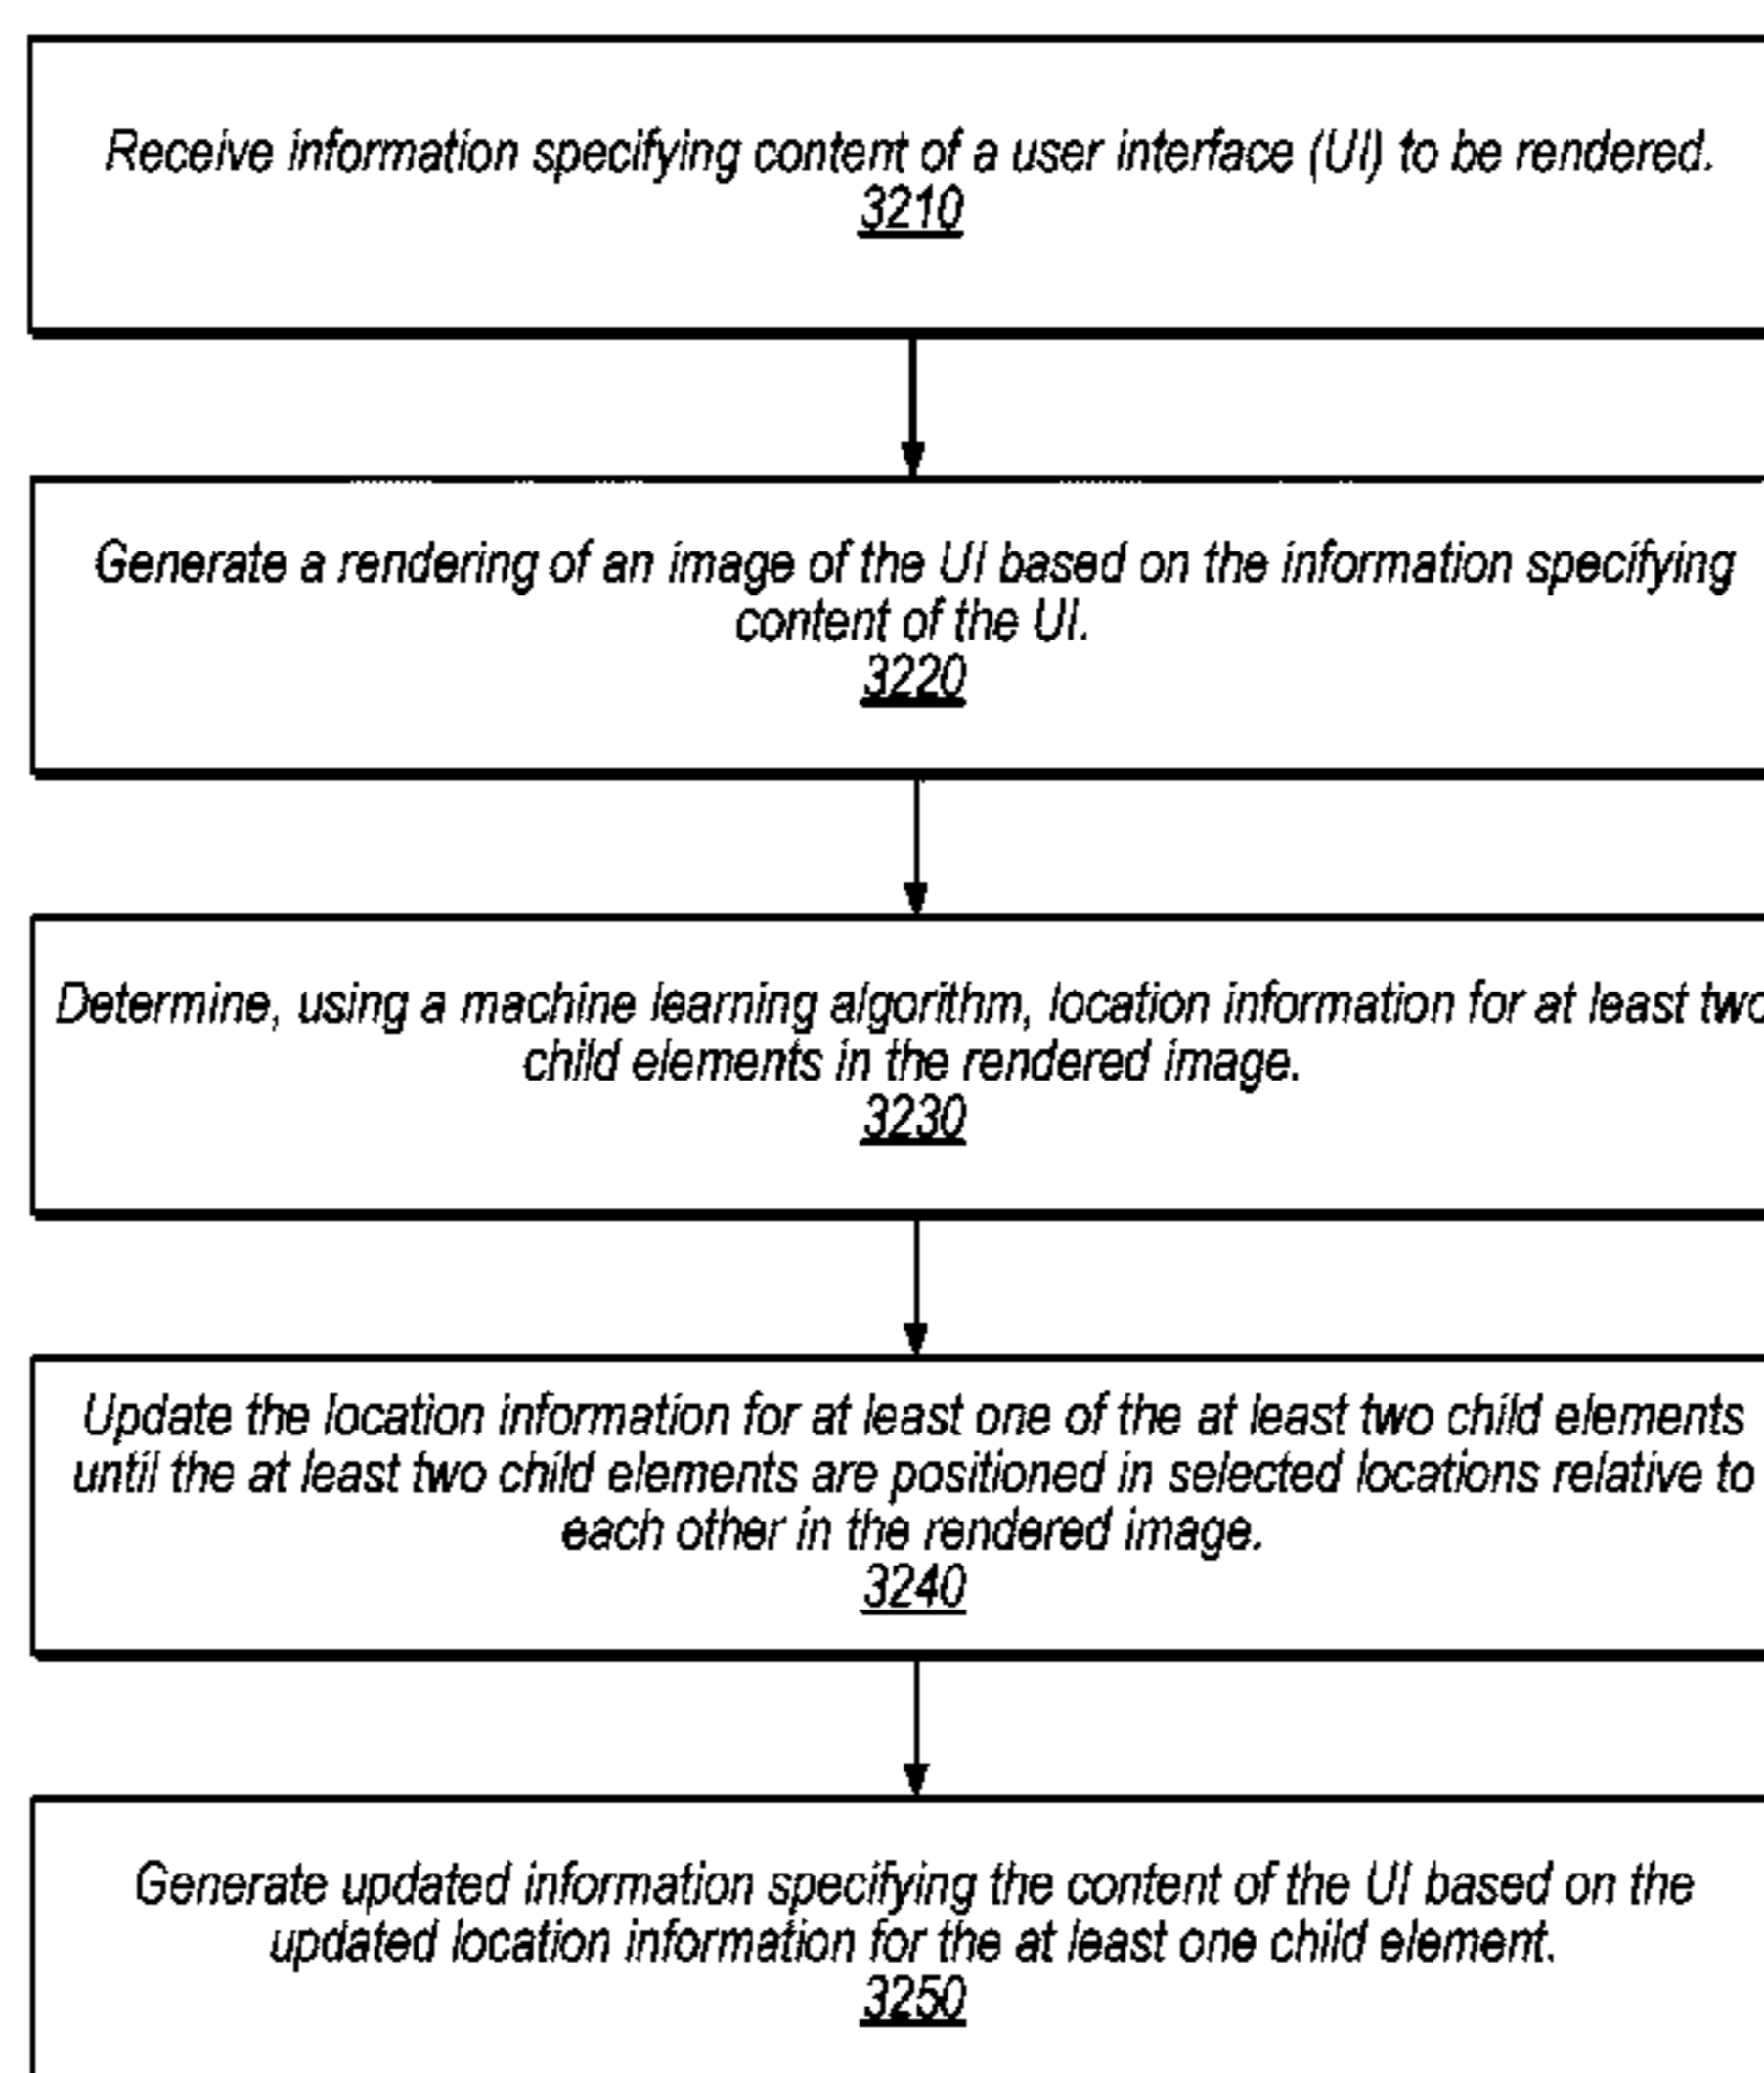 Receive information specifying content of a user interface (UI) to be rendered.
3210
Generate a rendering of an image of the UI based on the information specifying
content of the UI.
3220
Determine, using a machine learning algorithm, location information for at least two
child elements in the rendered image.
3230
Update the location information for at least one of the at least two child elements
until the at least two child elements are positioned in selected locations relative to
each other in the rendered image.
3240
Generate updated information specifying the content of the UI based on the
updated location information for the at least one child element.
3250